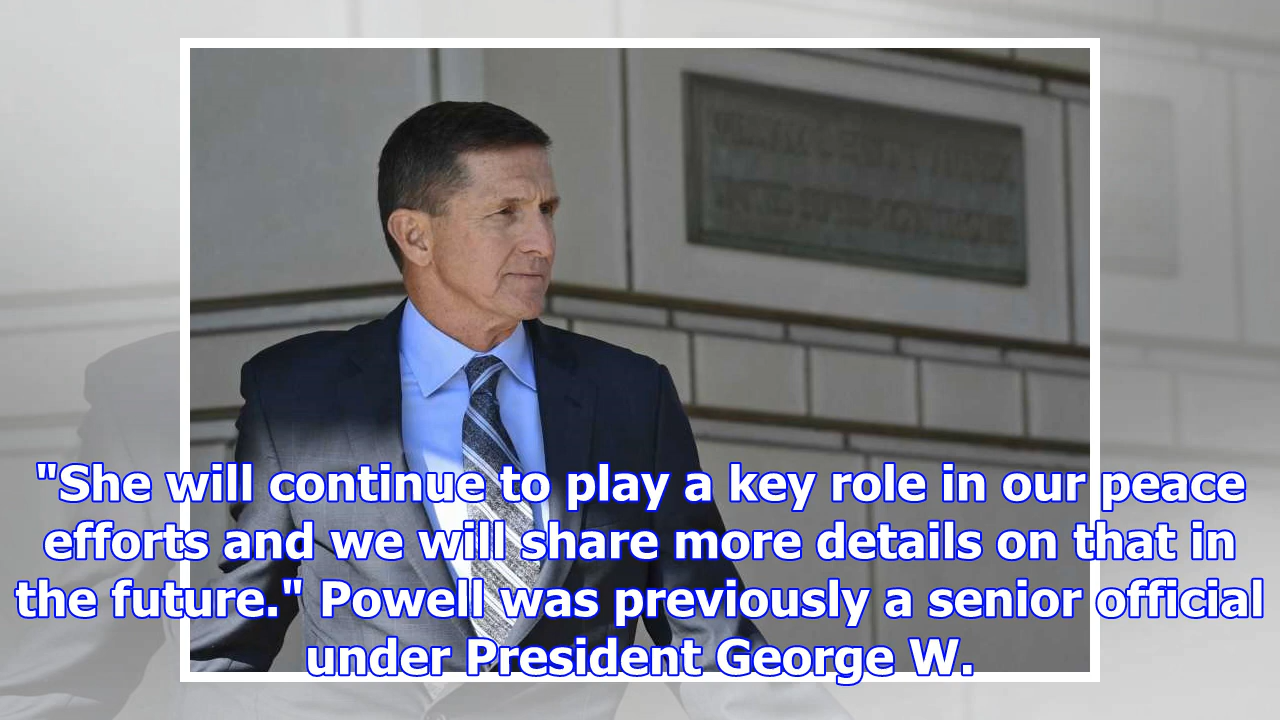 "She will continue to play a key role in our peace
efforts and we will share more details on that in
the future." Powell was previously a senior official
under President George W.